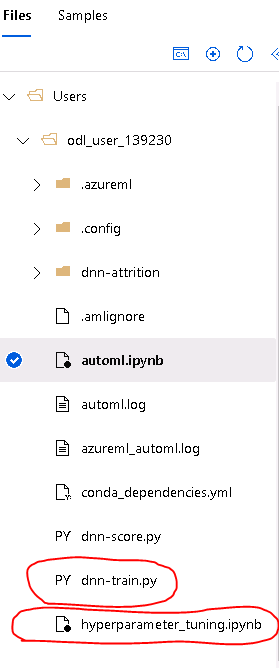 Files Samples
Users
odl_user_139230
.azureml
.config
dnn-attrition
.amlignore
automl.ipynb
automl.log
azureml_automl.log
conda_dependencies.yml
PY dnn-score.py
PY dnn-train.py
hyperparameter_tuning.ipynb